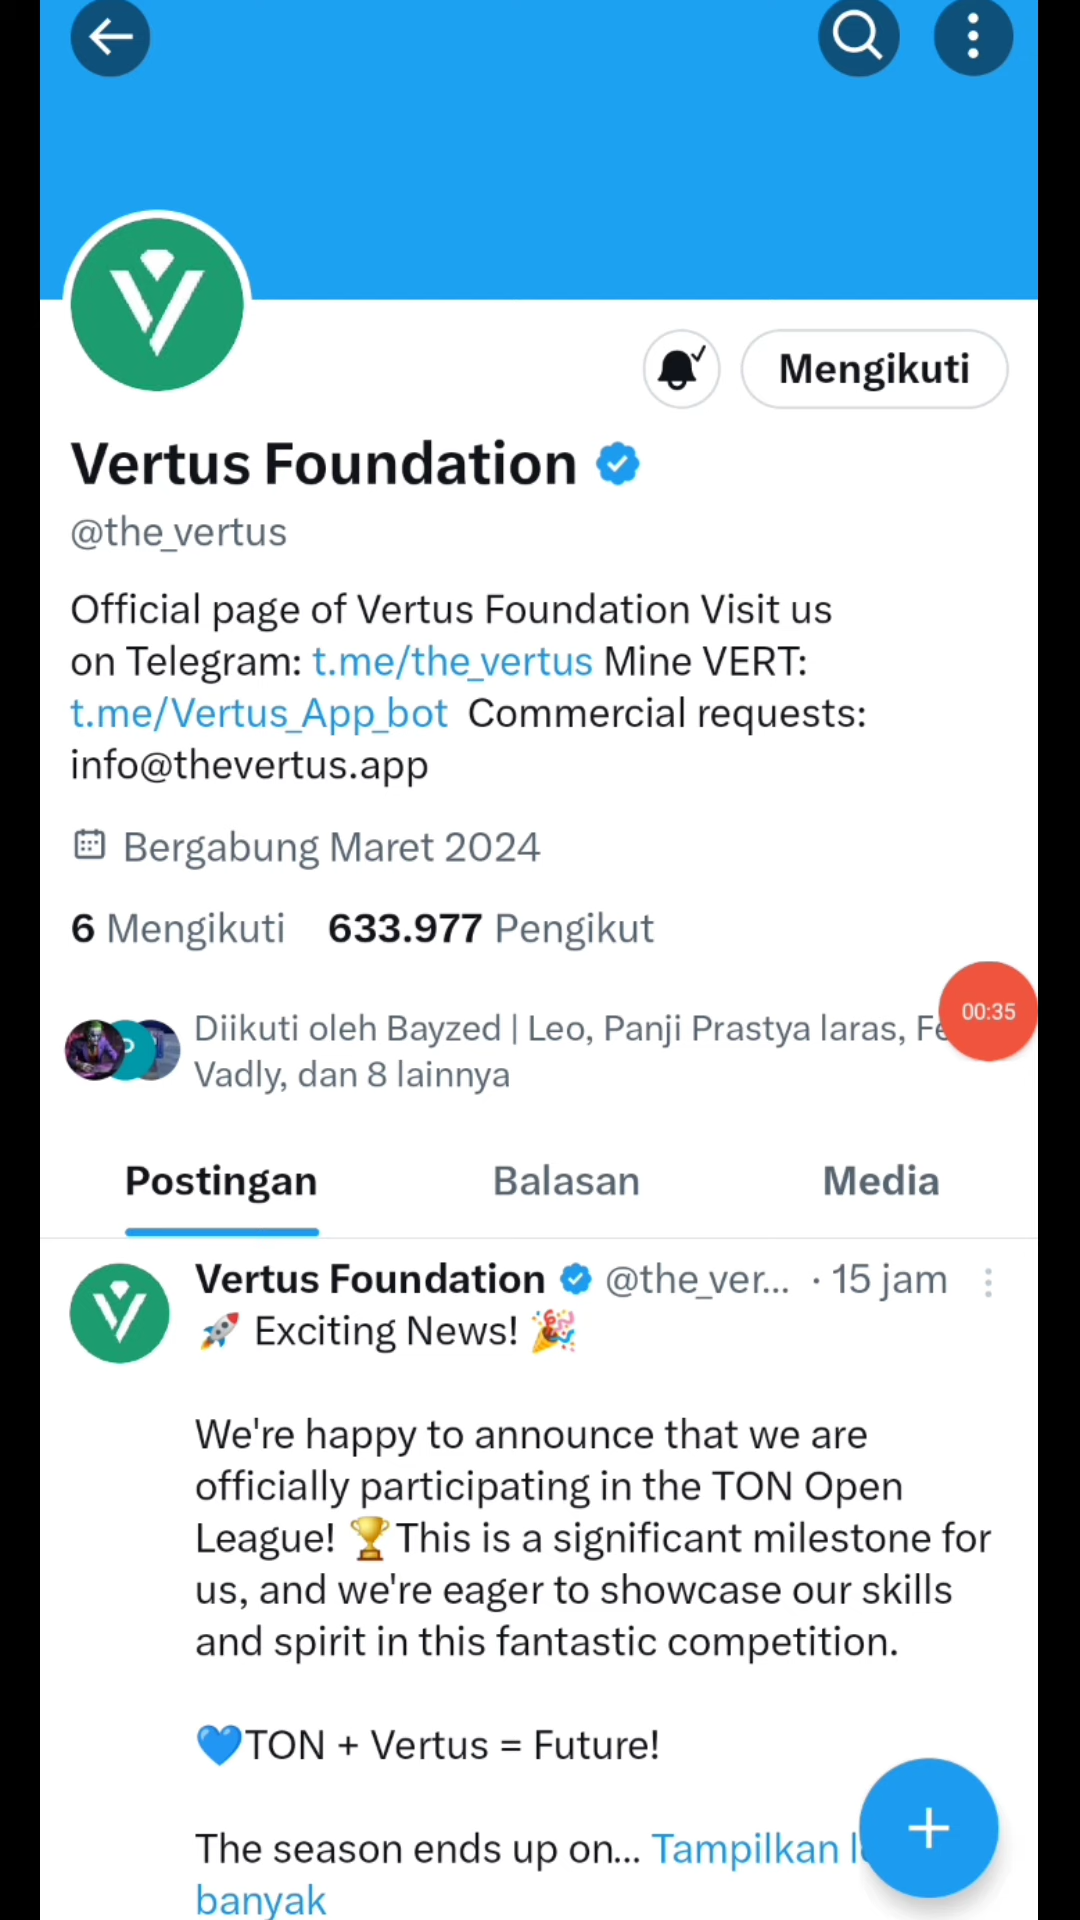 Mengikuti
Vertus Foundation
@the_vertus
Official page of Vertus Foundation Visit us
on Telegram: t.me/the_vertus Mine VERT:
t.me/Vertus_App_bot Commercial requests:
info@thevertus.app
Bergabung Maret 2024
6 Mengikuti 633.977 Pengikut
Diikuti oleh Bayzed | Leo, Panji Prastya laras,
00:35
Vadly, dan 8 lainnya
Postingan Balasan Media
Vertus Foundation @the_ver... · 15 jam
🚀 Exciting News! 🎉
We're happy to announce that we are
officially participating in the TON Open
League! 🏆This is a significant milestone for
us, and we're eager to showcase our skills
and spirit in this fantastic competition.
💙TON + Vertus = Future!
The season ends up on... Tampilkan
banyak